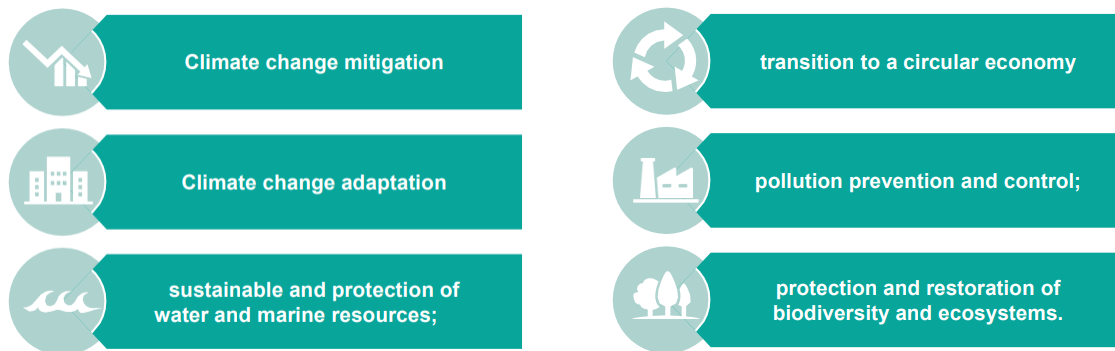 Climate change mitigation
Climate change adaptation
sustainable and protection of
water and marine resources;
transition to a circular economy
pollution prevention and control;
protection and restoration of
biodiversity and ecosystems.